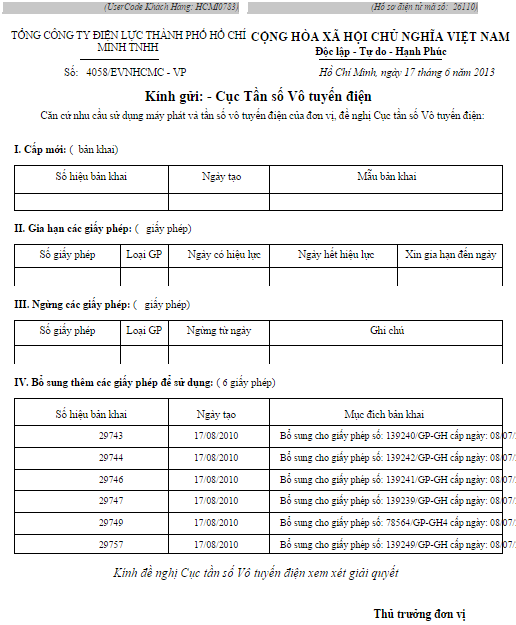 (UserCode Khách Hàng: HCMI0783) (Hồ sơ điện tử mã số: 26110)
TỔNG CÔNG TY ĐIỆN LỰC THÀNH PHỐ HỒ CHÍ MINH TNHH
CỘNG HÒA XÃ HỘI CHỦ NGHĨA VIỆT NAM
Độc lập - Tự do - Hạnh Phúc
Số: 4058/EVNHCMC - VP
Hồ Chí Minh, ngày 17 tháng 6 năm 2013
Kính gửi: - Cục Tần số Vô tuyến điện
Căn cứ nhu cầu sử dụng máy phát và tần số vô tuyến điện của đơn vị, đề nghị Cục tần số Vô tuyến điện:
I. Cấp mới: ( bản khai)
Số hiệu bản khai Ngày tạo Mẫu bản khai
II. Gia hạn các giấy phép: ( giấy phép)
Số giấy phép Loại GP Ngày có hiệu lực Ngày hết hiệu lực Xin gia hạn đến ngày
III. Ngừng các giấy phép: ( giấy phép)
Số giấy phép Loại GP Ngừng từ ngày Ghi chú
IV. Bổ sung thêm các giấy phép để sử dụng: ( 6 giấy phép)
Số hiệu bản khai Ngày tạo Mục đích bản khai
29743 17/08/2010 Bổ sung cho giấy phép số: 139240/GP-GH cấp ngày: 08/07/
29744 17/08/2010 Bổ sung cho giấy phép số: 139242/GP-GH cấp ngày: 08/07/
29746 17/08/2010 Bổ sung cho giấy phép số: 139241/GP-GH cấp ngày: 08/07/
29747 17/08/2010 Bổ sung cho giấy phép số: 139239/GP-GH cấp ngày: 08/07/
29749 17/08/2010 Bổ sung cho giấy phép số: 78564/GP-GH4 cấp ngày: 08/07/
29757 17/08/2010 Bổ sung cho giấy phép số: 139249/GP-GH cấp ngày: 08/07/
Kính đề nghị Cục tần số Vô tuyến điện xem xét giải quyết
Thủ trưởng đơn vị